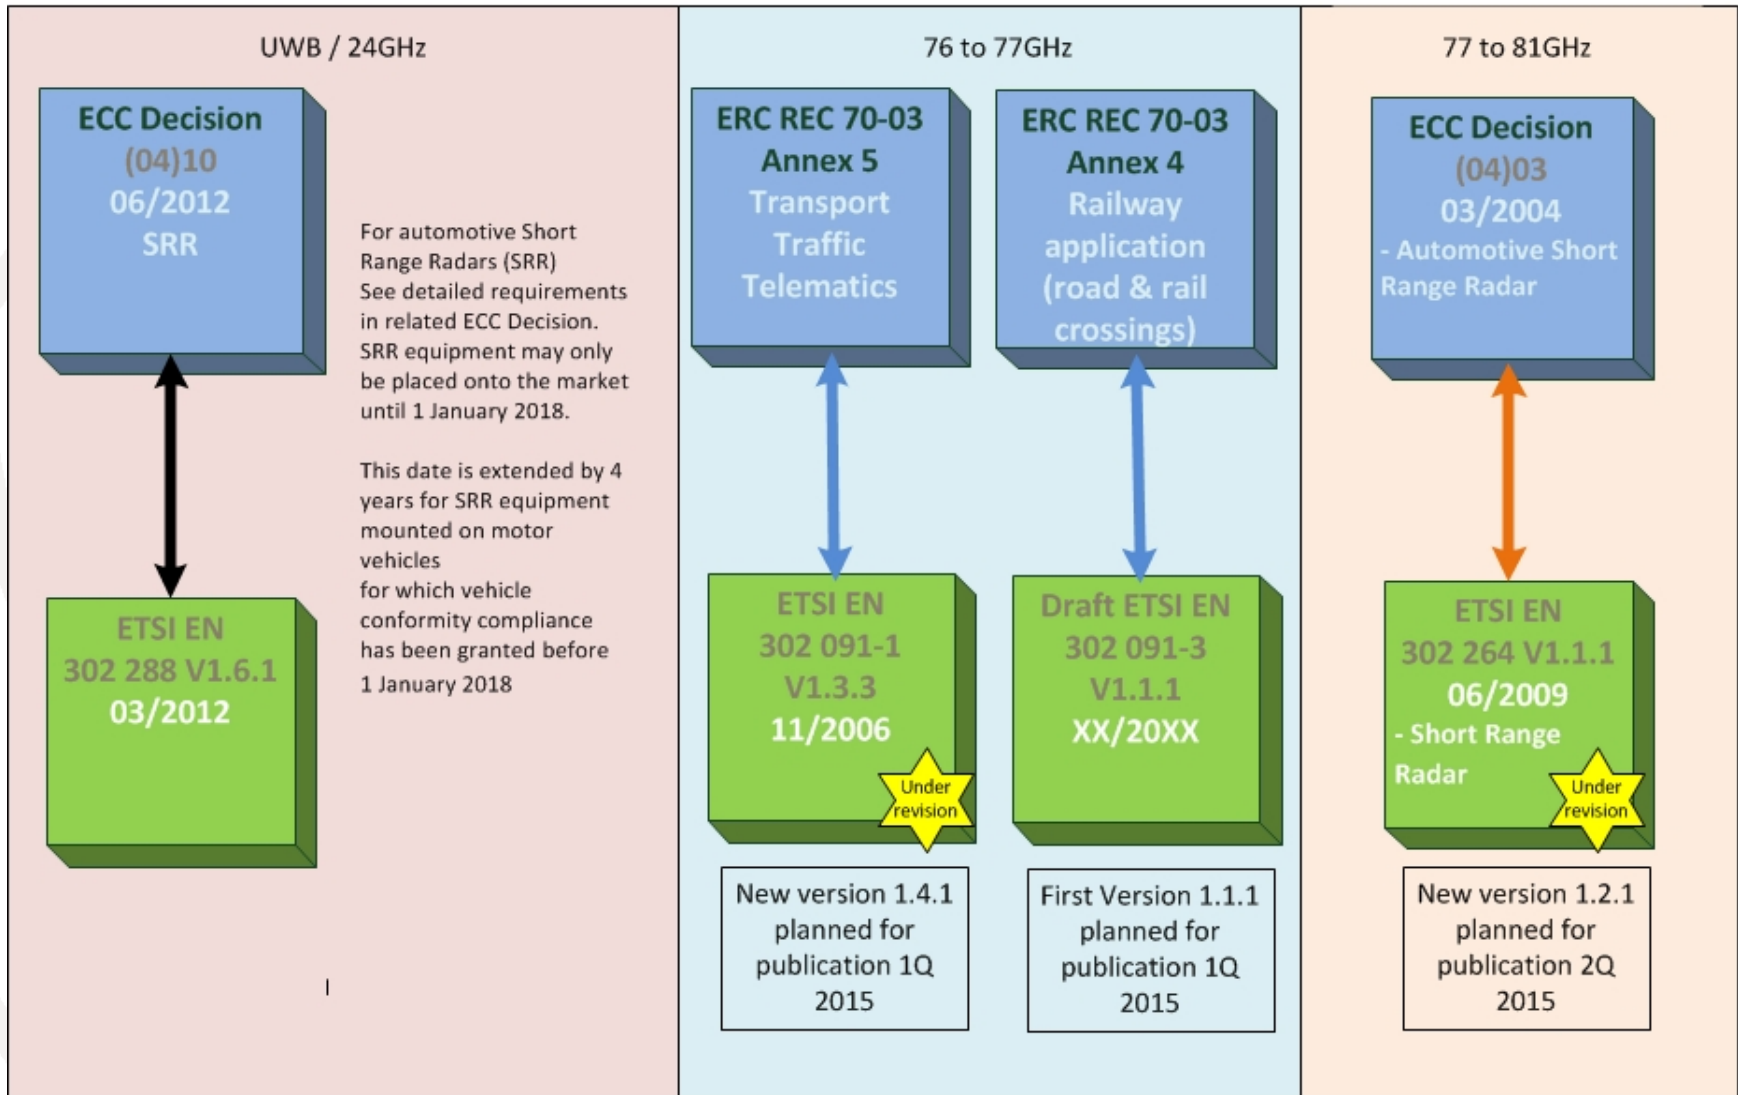 UWB / 24GHz
ECC Decision
(04)10
06/2012
SRR
For automotive Short
Range Radars (SRR)
See detailed requirements
in related ECC Decision.
SRR equipment may only
be placed onto the market
until 1 January 2018.
This date is extended by 4
years for SRR equipment
mounted on motor
vehicles
for which vehicle
conformity compliance
has been granted before
1 January 2018
ETSI EN
302 288 V1.6.1
03/2012
76 to 77GHz
ERC REC 70-03
Annex 5
Transport
Traffic
Telematics
ETSI EN
302 091-1
V1.3.3
11/2006
Under
revision
New version 1.4.1
planned for
publication 1Q
2015
ERC REC 70-03
Annex 4
Railway
application
(road & rail
crossings)
Draft ETSI EN
302 091-3
V1.1.1
XX/20XX
First Version 1.1.1
planned for
publication 1Q
2015
77 to 81GHz
ECC Decision
(04)03
03/2004
- Automotive Short
Range Radar
ETSI EN
302 264 V1.1.1
06/2009
- Short Range
Radar
Under
revision
New version 1.2.1
planned for
publication 2Q
2015